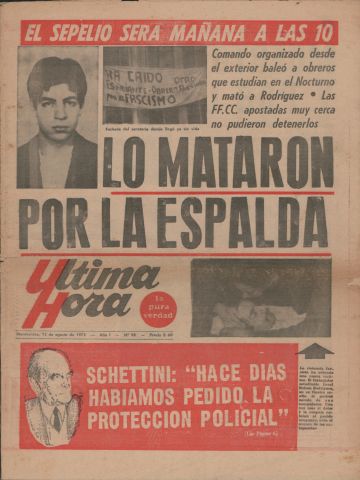 EL SEPELIO SERA MAÑANA A LAS 10
Comando organizado desde
el exterior baleó a obreros
que estudian en el Nocturno
y mató a Rodríguez • Las
FF.CC. apostadas muy cerca
no pudieron detenerlos
HA CAIDO OTRO
FASCISMO
LO MATARON
POR LA ESPALDA
Ultima
Hora
la
pura
verdad
SCHETTINI: "HACE DIAS
HABIAMOS PEDIDO LA
PROTECCION POLICIAL"